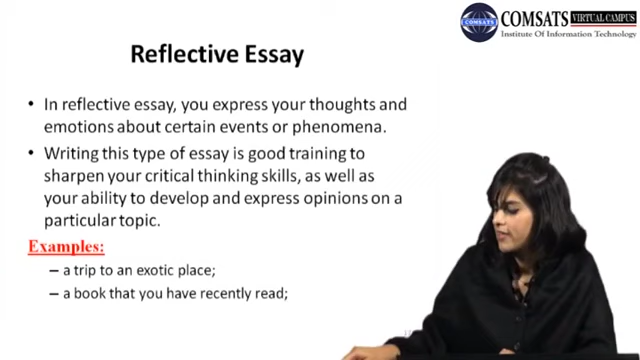 COMSATS VIRTUAL CAMPUS
Institute Of Information Technology
Reflective Essay
• In reflective essay, you express your thoughts and
emotions about certain events or phenomena.
• Writing this type of essay is good training to
sharpen your critical thinking skills, as well as
your ability to develop and express opinions on a
particular topic.
Examples:
– a trip to an exotic place;
– a book that you have recently read;